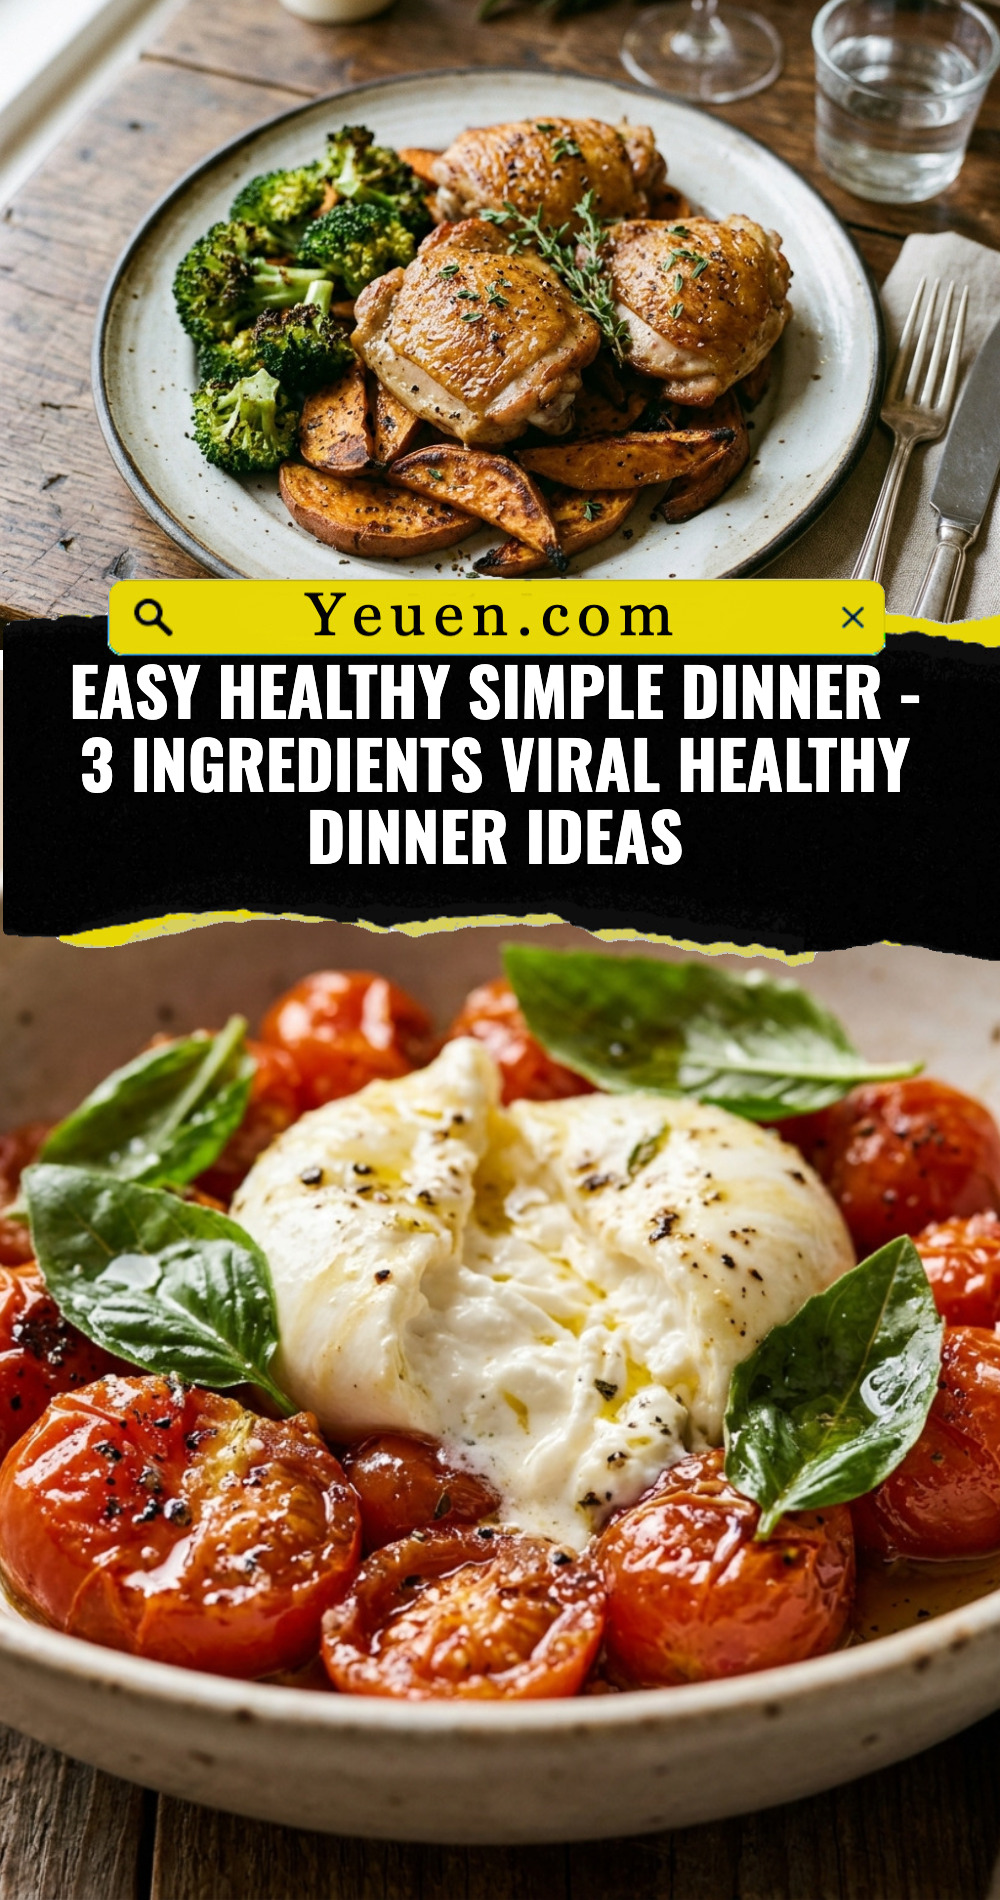 Yeuen.com
EASY HEALTHY SIMPLE DINNER -
3 INGREDIENTS VIRAL HEALTHY
DINNER IDEAS